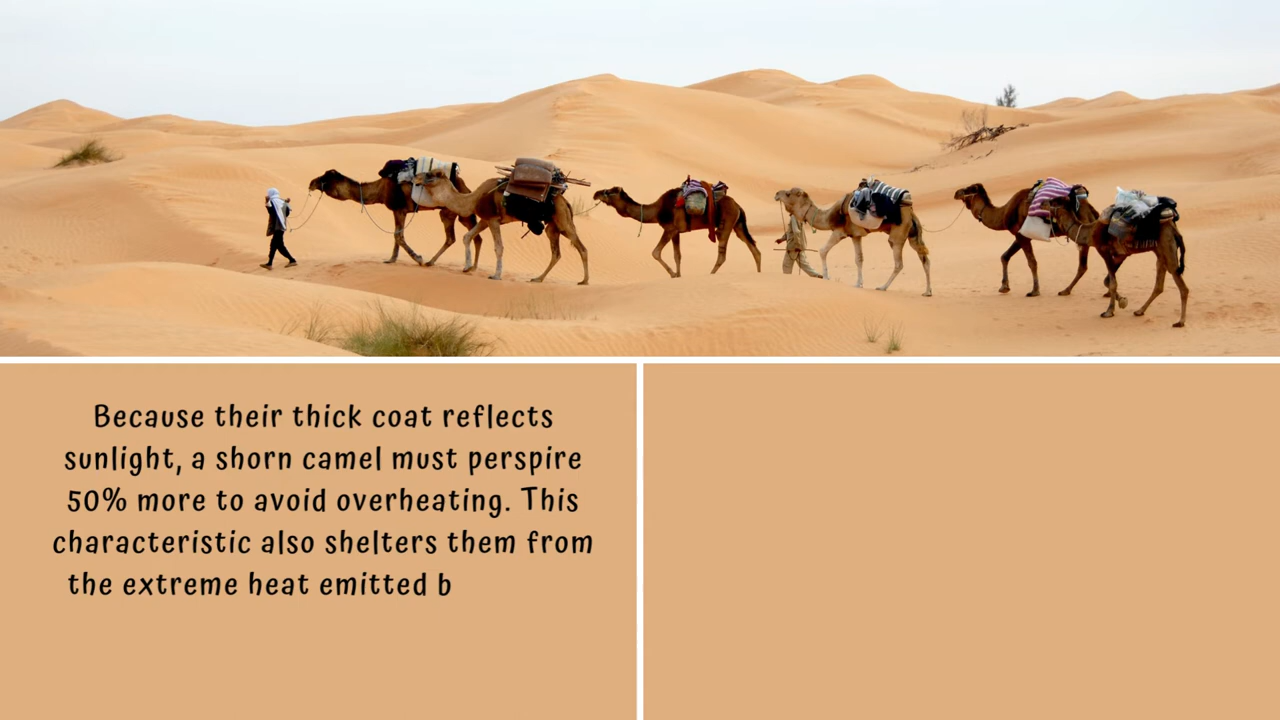 Because their thick coat reflects
sunlight, a shorn camel must perspire
50% more to avoid overheating. This
characteristic also shelters them from
the extreme heat emitted b